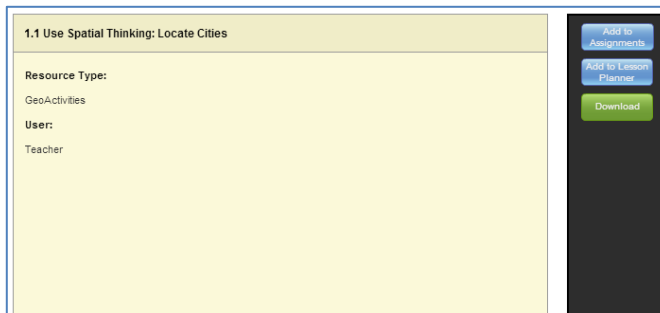 1.1 Use Spatial Thinking: Locate Cities
Resource Type:
GeoActivities
User:
Teacher
Add to
Assignments
Add to Lesson
Planner
Download